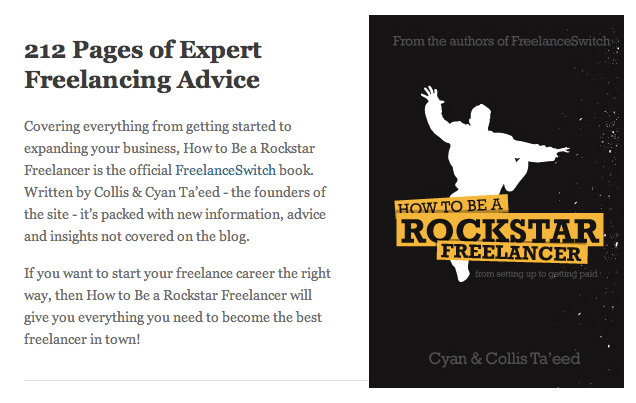 212 Pages of Expert
Freelancing Advice
Covering everything from getting started to
expanding your business, How to Be a Rockstar
Freelancer is the official FreelanceSwitch book.
Written by Collis & Cyan Ta’eed - the founders of
the site - it’s packed with new information, advice
and insights not covered on the blog.
If you want to start your freelance career the right
way, then How to Be a Rockstar Freelancer will
give you everything you need to become the best
freelancer in town!
From the authors of FreelanceSwitch
HOW TO BE A
ROCKSTAR
FREELANCER
from setting up to getting paid
Cyan & Collis Ta'eed